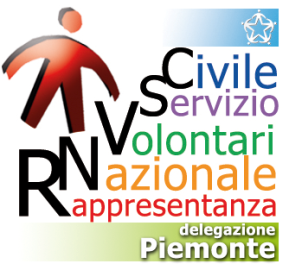 Civile
Servizio
Volontari
Nazionale
Rappresentanza
delegazione
Piemonte